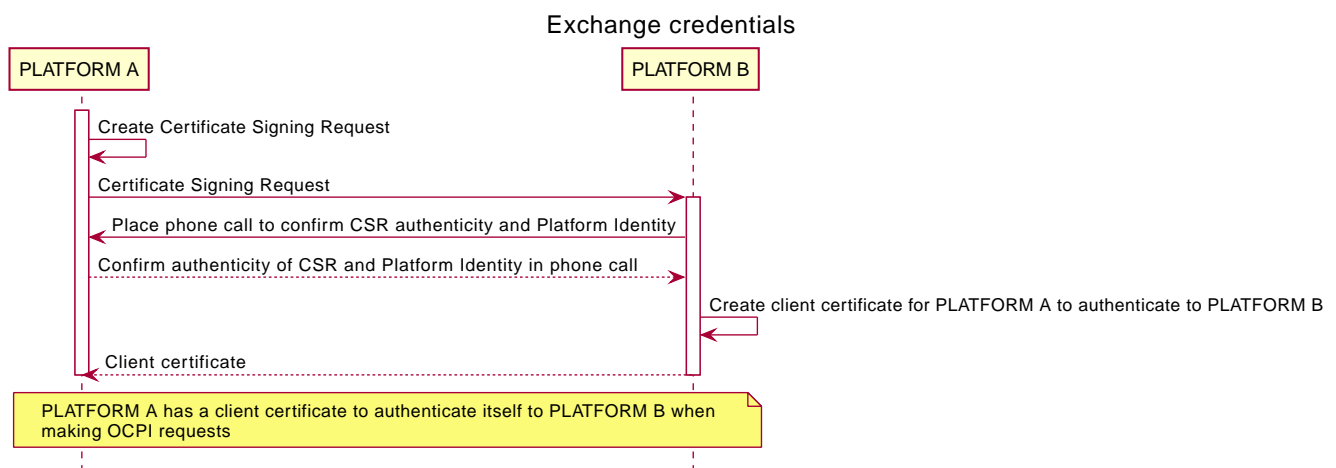 Exchange credentials
PLATFORM A
PLATFORM B
Create Certificate Signing Request
Certificate Signing Request
Place phone call to confirm CSR authenticity and Platform Identity
Confirm authenticity of CSR and Platform Identity in phone call
Create client certificate for PLATFORM A to authenticate to PLATFORM B
Client certificate
PLATFORM A has a client certificate to authenticate itself to PLATFORM B when
making OCPI requests